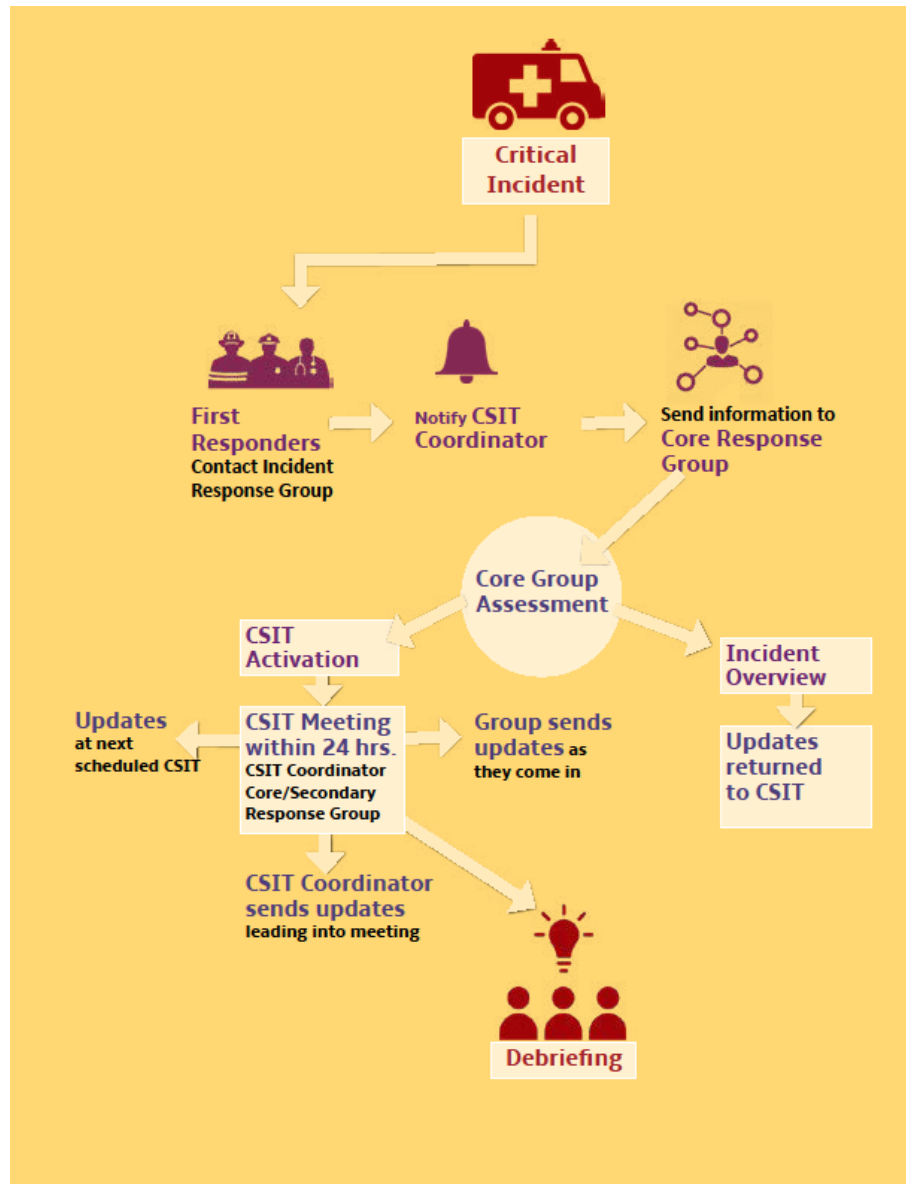 Critical
Incident
First
Responders
Contact Incident
Response Group
Notify CSIT
Coordinator
Send information to
Core Response
Group
Core Group
Assessment
CSIT
Activation
Incident
Overview
Updates
at next
scheduled CSIT
CSIT Meeting
within 24 hrs.
CSIT Coordinator
Core/Secondary
Response Group
Group sends
updates as
they come in
Updates
returned
to CSIT
CSIT Coordinator
sends updates
leading into meeting
Debriefing